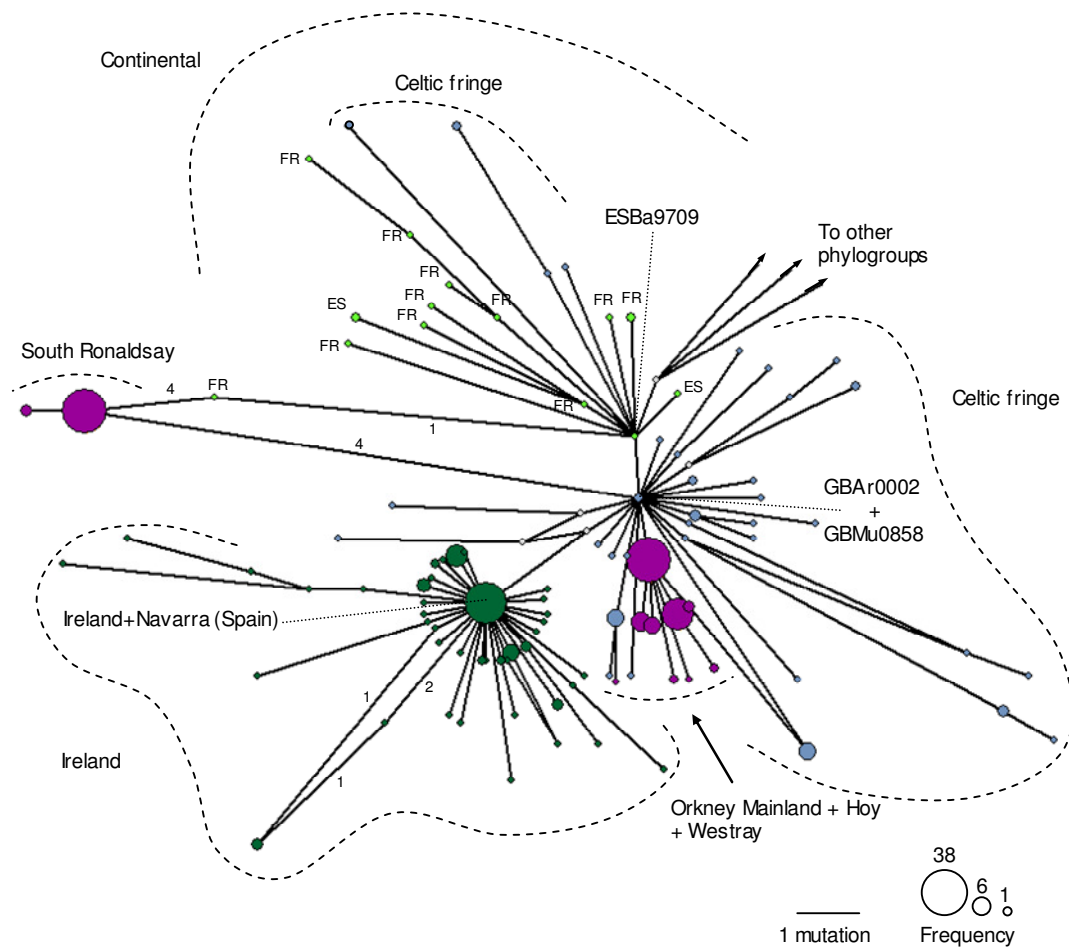 Continental
Celtic fringe
FR
ESBa9709
To other
phylogroups
FR
FR
FR
FR
FR
FR
ES
FR
FR
South Ronaldsay
ES
4
FR
FR
Celtic fringe
1
4
GBAr0002
+
GBMu0858
Ireland+Navarra (Spain)
1
2
Ireland
1
Orkney Mainland + Hoy
+ Westray
38
6
1
1 mutation
Frequency